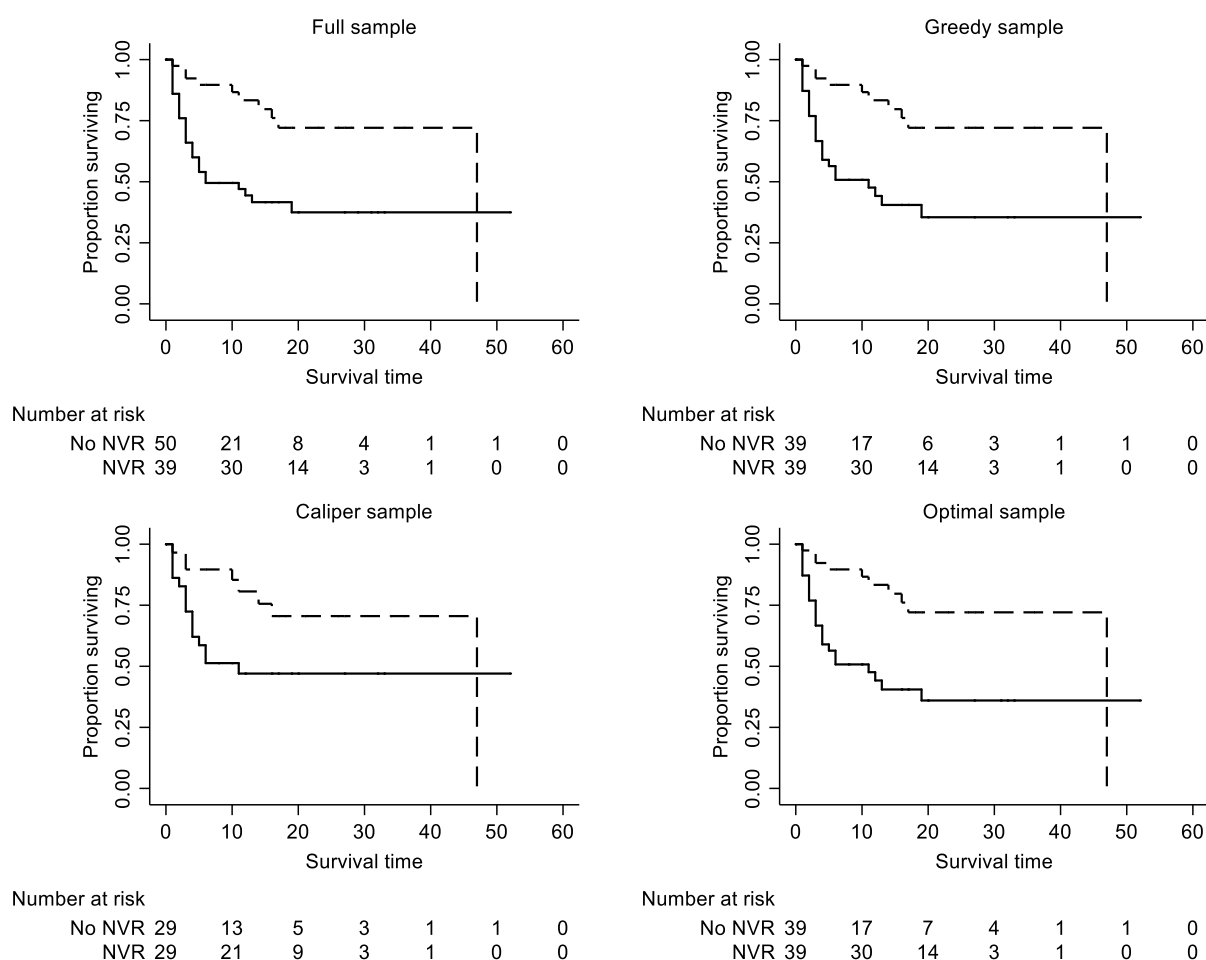 Full sample
Proportion surviving
1.00
0.75
0.50
0.25
0.00
0 10 20 30 40 50 60
Survival time
Number at risk
No NVR 50 21 8 4 1 1 0
NVR 39 30 14 3 1 0 0
Greedy sample
Proportion surviving
1.00
0.75
0.50
0.25
0.00
0 10 20 30 40 50 60
Survival time
Number at risk
No NVR 39 17 6 3 1 1 0
NVR 39 30 14 3 1 0 0
Caliper sample
Proportion surviving
1.00
0.75
0.50
0.25
0.00
0 10 20 30 40 50 60
Survival time
Number at risk
No NVR 29 13 5 3 1 1 0
NVR 29 21 9 3 1 0 0
Optimal sample
Proportion surviving
1.00
0.75
0.50
0.25
0.00
0 10 20 30 40 50 60
Survival time
Number at risk
No NVR 39 17 7 4 1 1 0
NVR 39 30 14 3 1 0 0